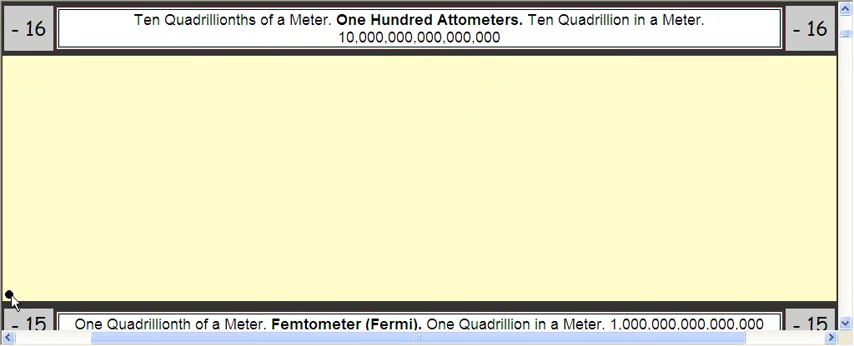 - 16
Ten Quadrillionths of a Meter. One Hundred Attometers. Ten Quadrillion in a Meter.
10,000,000,000,000,000
- 16
- 15
One Quadrillionth of a Meter. Femtometer (Fermi). One Quadrillion in a Meter. 1,000,000,000,000,000
- 15